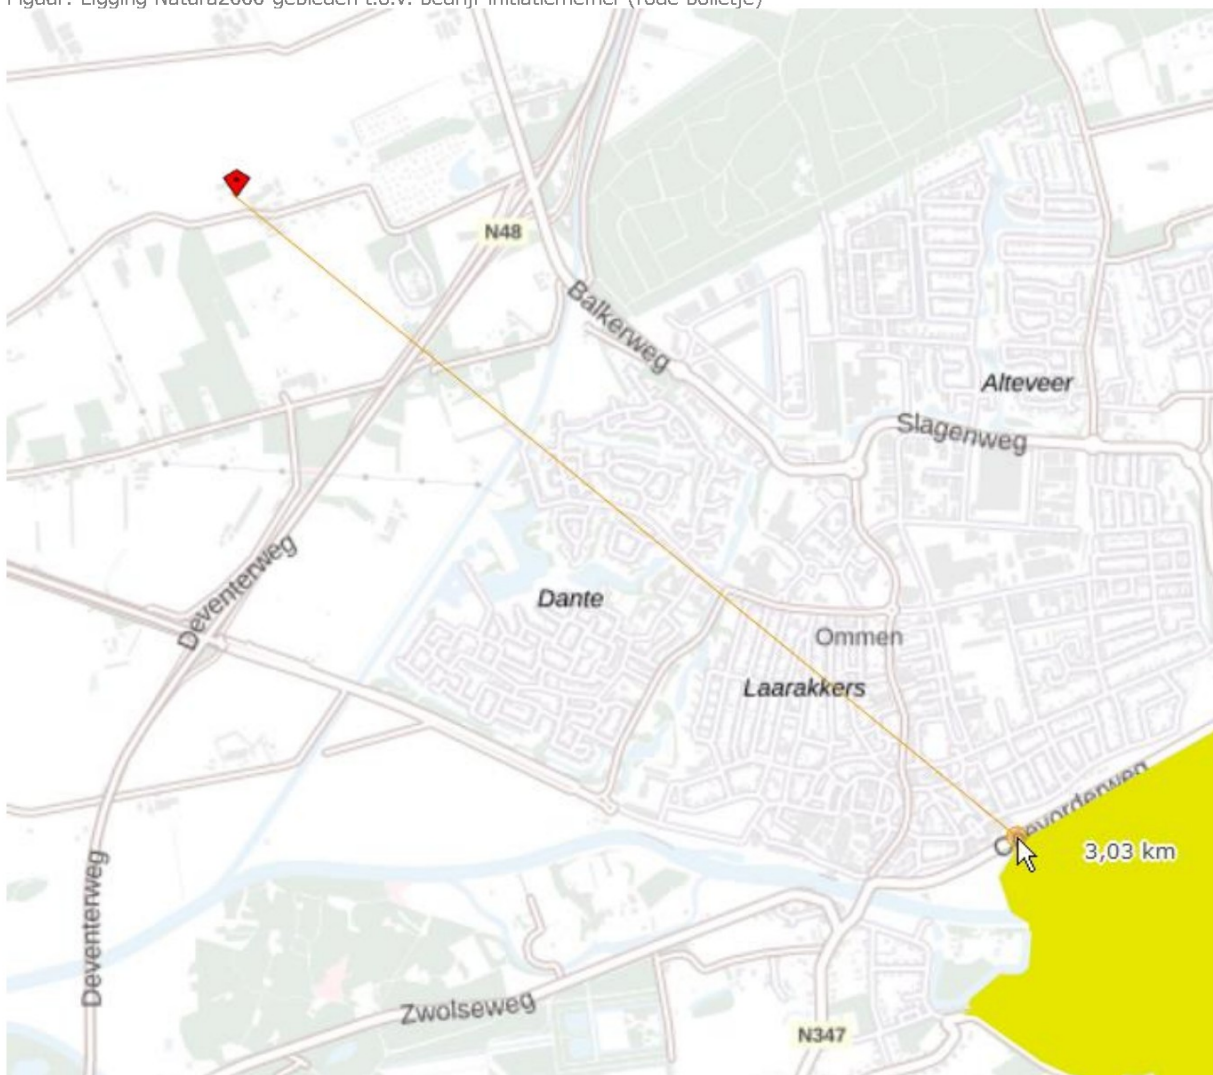 Figuur: Ligging Natura2000 gebieden t.o.v. bedrijf initiatiefnemer (rode bolletje)
N48
Balkerweg
Alteveer
Slagenweg
Deventerweg
Dante
Ommen
Laarakkers
3,03 km
Deventerweg
Zwolseweg
N347